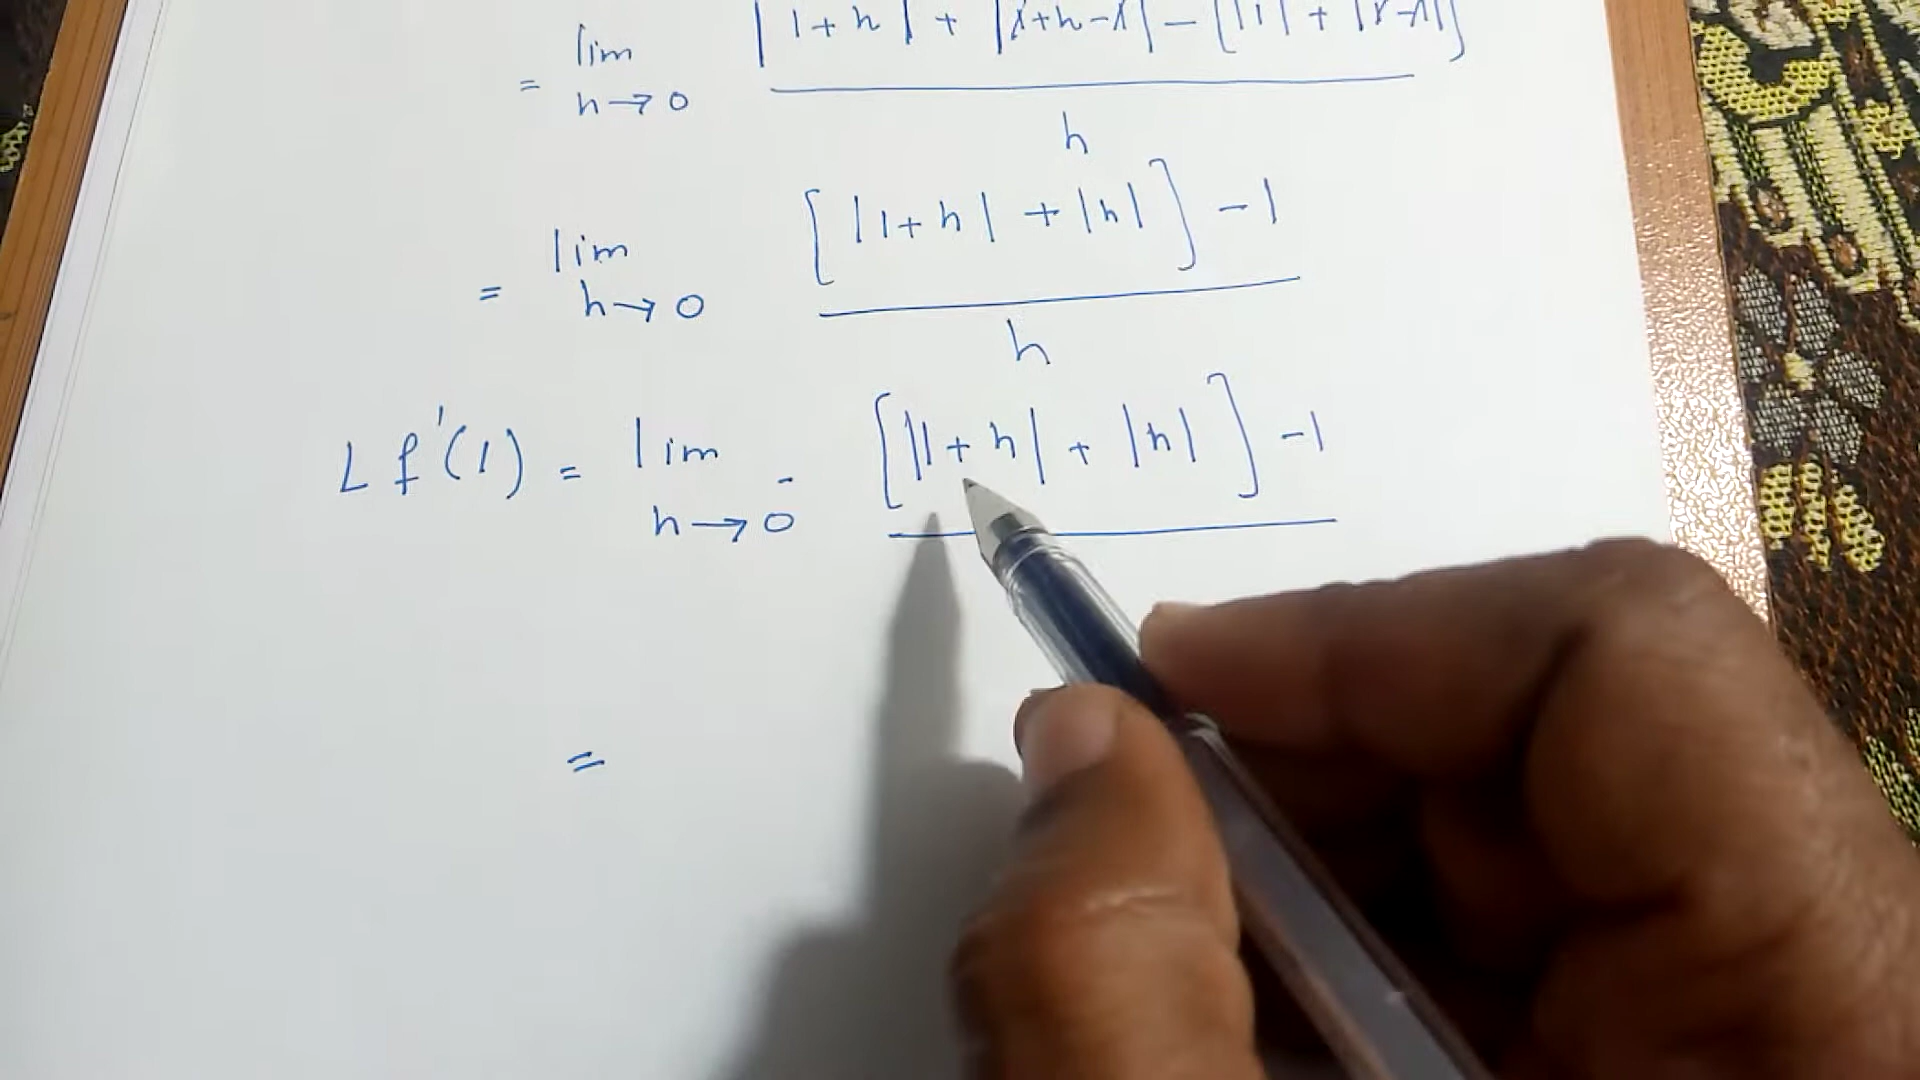 |1+h| + |1+h-1| - [|1| + |1-1|]
= lim h→0
h
[|1+h| + |h|] - 1
= lim h→0
h
Lf'(1) = lim h→0⁻ [|1+h| + |h|] - 1
=